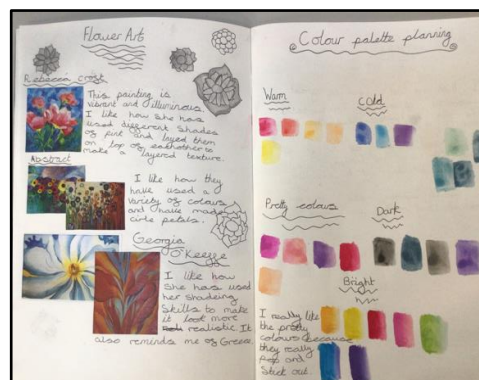 Flower Art
Rebecca
This painting is
vibrant and illuminous.
I like how she has
used different shades
of pink and layed them
on top of eachother to
make a layered texture.
Abstract
I like how they
have used a
variety of colours
and have made
circle petals.
Georgia
O'Keeffe
I like how
She has used
her shadeing
skills to make
it look more
realistic. It
also reminds me of Greece.
Colour palette planning
Warm
Cold
Pretty colours
Dark
Bright
I really like
the pretty
colours because
they really
Pop and
Stick out.